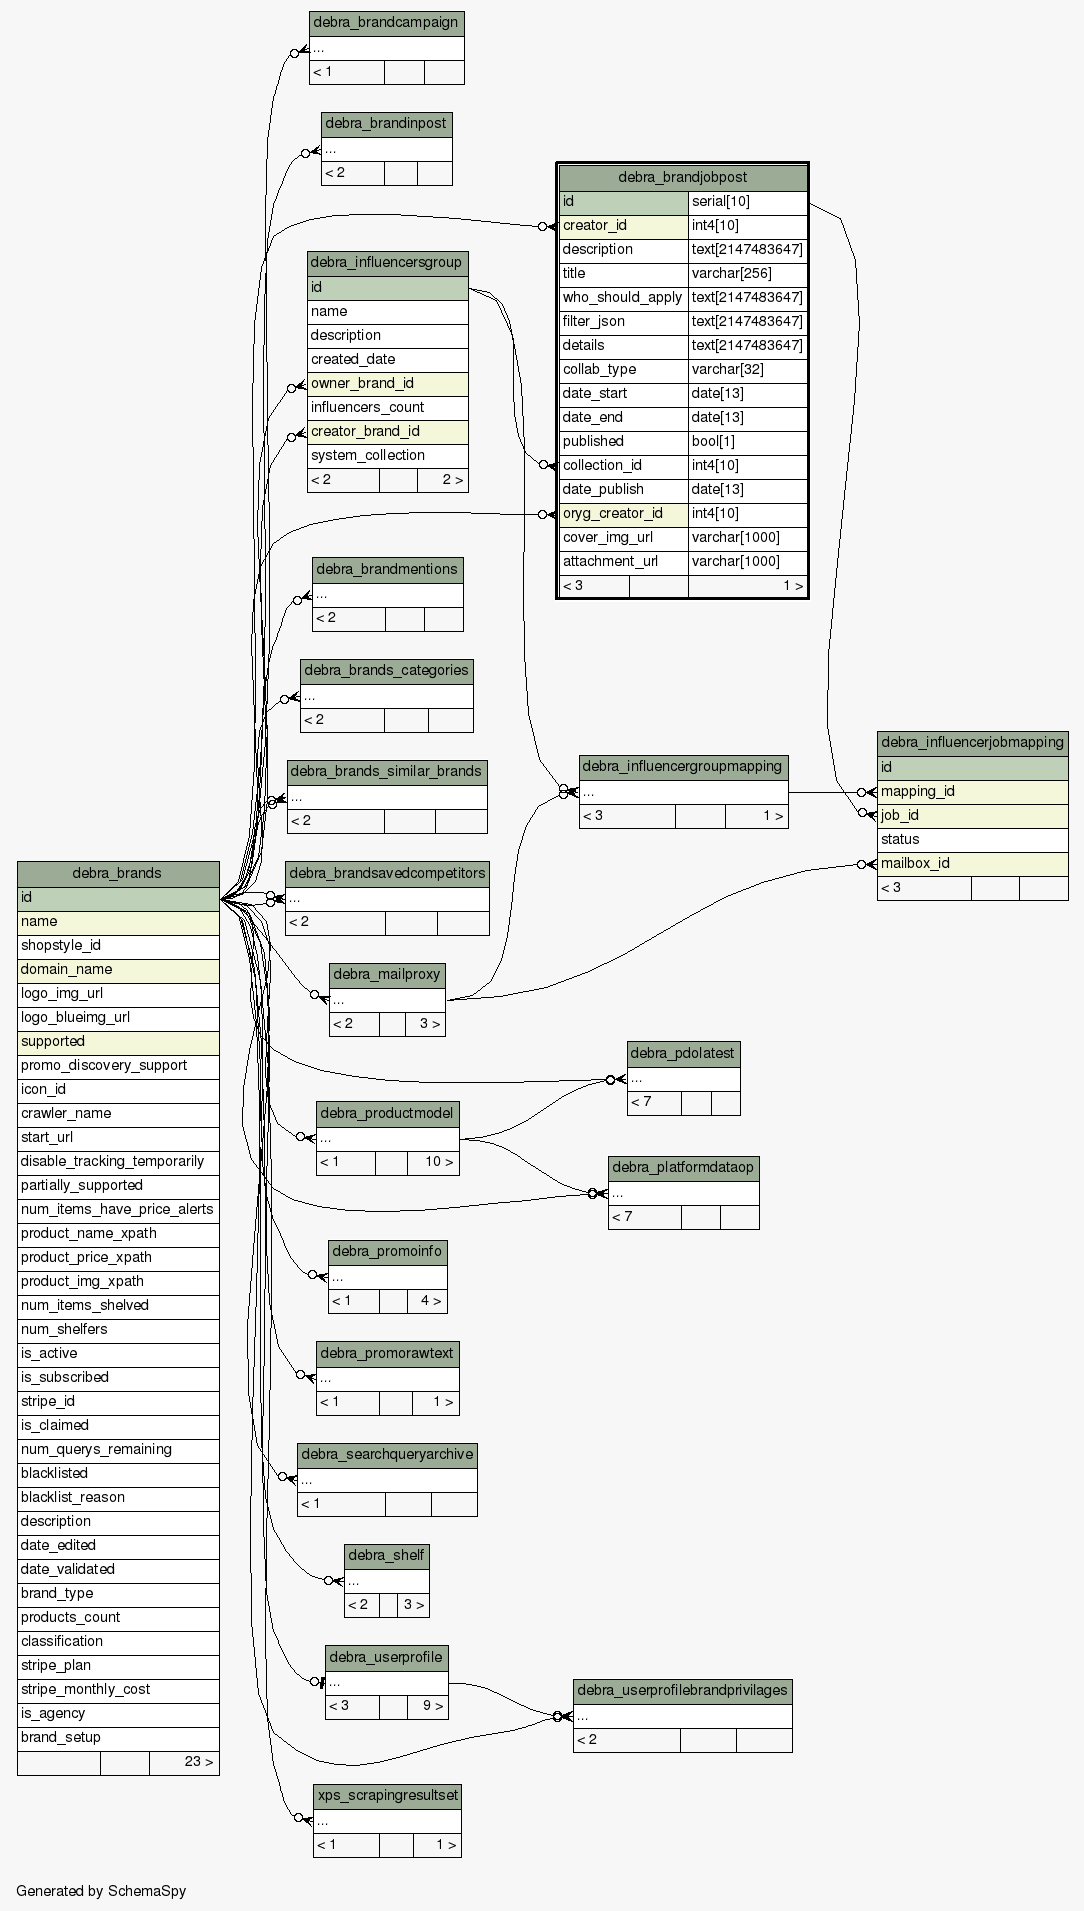 debra_brandcampaign
...
< 1
debra_brandinpost
...
< 2
debra_brandjobpost
id serial[10]
creator_id int4[10]
description text[2147483647]
title varchar[256]
who_should_apply text[2147483647]
filter_json text[2147483647]
details text[2147483647]
collab_type varchar[32]
date_start date[13]
date_end date[13]
published bool[1]
collection_id int4[10]
date_publish date[13]
oryg_creator_id int4[10]
cover_img_url varchar[1000]
attachment_url varchar[1000]
< 3 1 >
debra_influencersgroup
id
name
description
created_date
owner_brand_id
influencers_count
creator_brand_id
system_collection
< 2 2 >
debra_brandmentions
...
< 2
debra_brands_categories
...
< 2
debra_brands_similar_brands
...
< 2
debra_influencergroupmapping
...
< 3 1 >
debra_influencerjobmapping
id
mapping_id
job_id
status
mailbox_id
< 3
debra_brands
id
name
shopstyle_id
domain_name
logo_img_url
logo_blueimg_url
supported
promo_discovery_support
icon_id
crawler_name
start_url
disable_tracking_temporarily
partially_supported
num_items_have_price_alerts
product_name_xpath
product_price_xpath
product_img_xpath
num_items_shelved
num_shelfers
is_active
is_subscribed
stripe_id
is_claimed
num_querys_remaining
blacklisted
blacklist_reason
description
date_edited
date_validated
brand_type
products_count
classification
stripe_plan
stripe_monthly_cost
is_agency
brand_setup
23 >
debra_brandsavedcompetitors
...
< 2
debra_mailproxy
...
< 2 3 >
debra_pdolatest
...
< 7
debra_productmodel
...
< 1 10 >
debra_platformdataop
...
< 7
debra_promoinfo
...
< 1 4 >
debra_promorawtext
...
< 1 1 >
debra_searchqueryarchive
...
< 1
debra_shelf
...
< 2 3 >
debra_userprofile
...
< 3 9 >
debra_userprofilebrandprivilages
...
< 2
xps_scrapingresultset
...
< 1 1 >
Generated by SchemaSpy